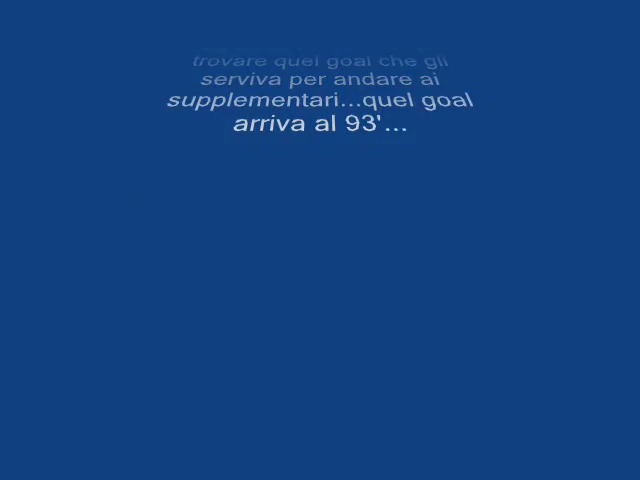 trovare quel goal che gli
serviva per andare ai
supplementari...quel goal
arriva al 93'...